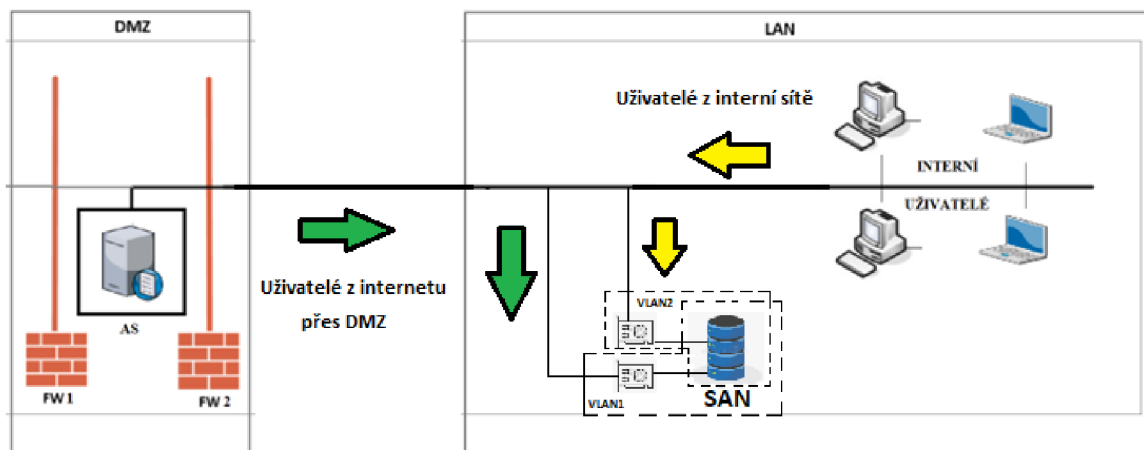 DMZ
LAN
Uživatelé z interní sítě
INTERNÍ
UŽIVATELÉ
Uživatelé z internetu
přes DMZ
AS
FW 1
FW 2
VLAN2
VLAN1
SAN